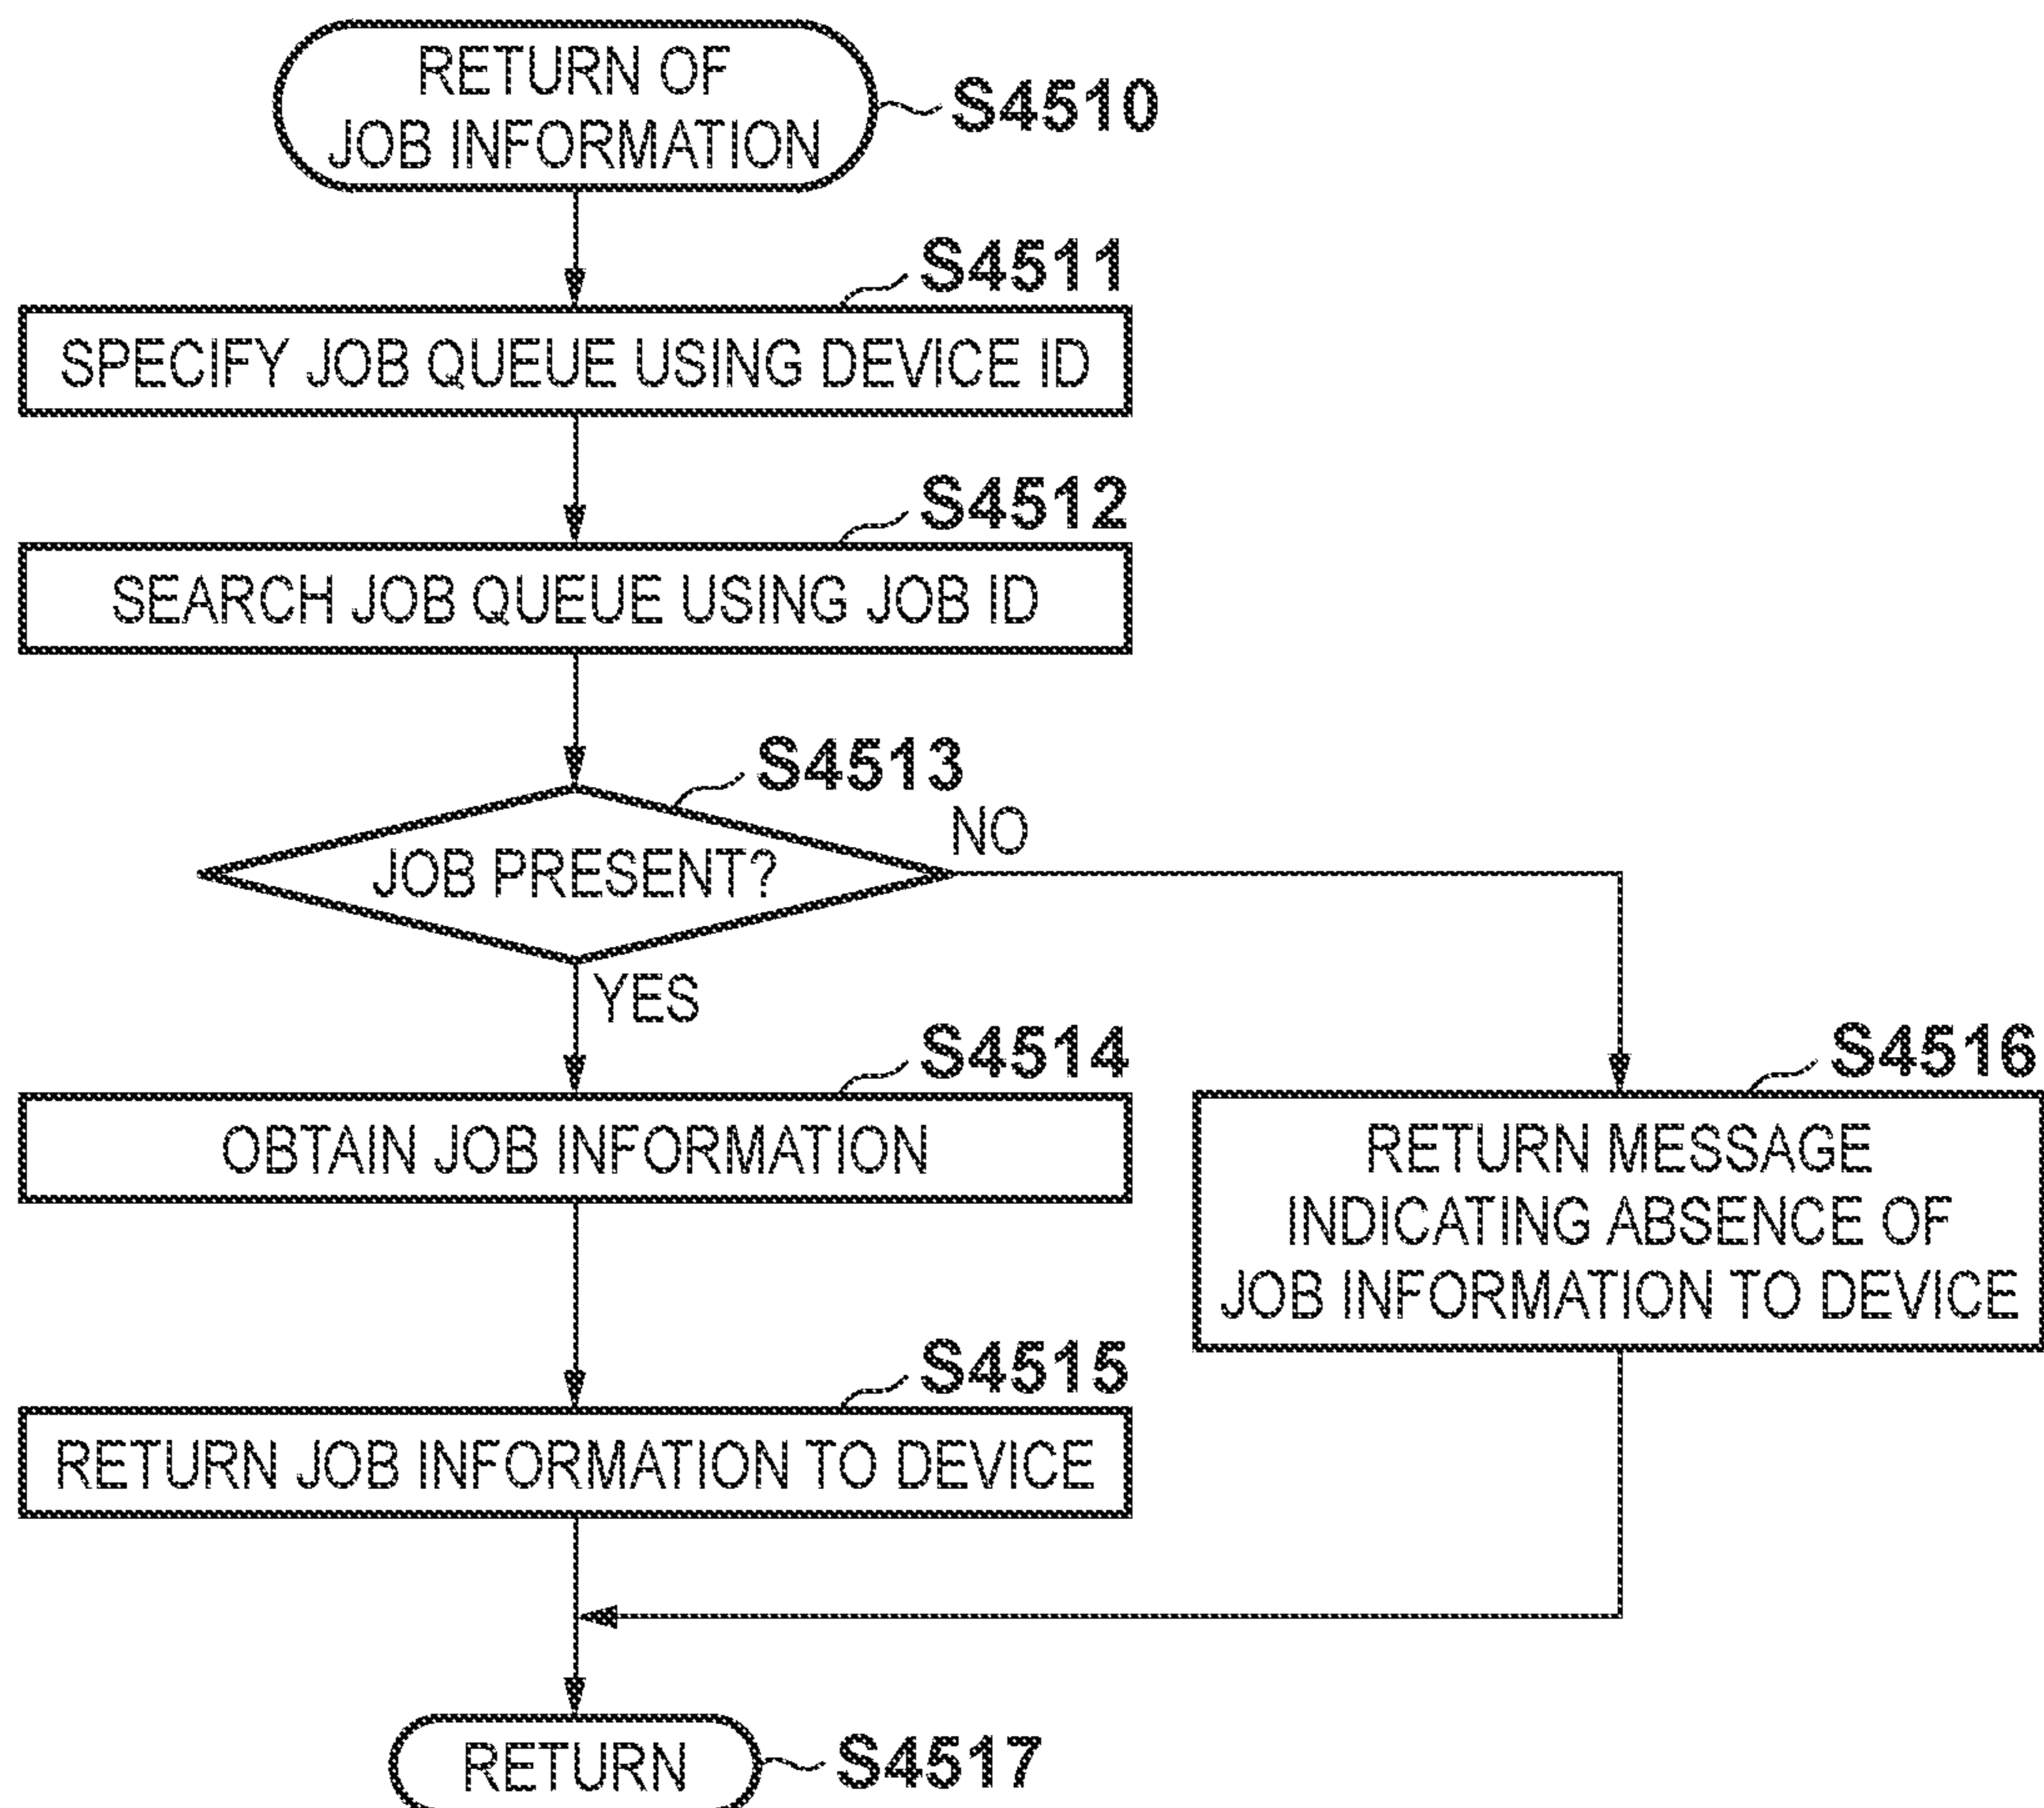 RETURN OF
JOB INFORMATION
S4510
S4511
SPECIFY JOB QUEUE USING DEVICE ID
S4512
SEARCH JOB QUEUE USING JOB ID
S4513
JOB PRESENT?
NO
YES
S4514
OBTAIN JOB INFORMATION
S4516
RETURN MESSAGE
INDICATING ABSENCE OF
JOB INFORMATION TO DEVICE
S4515
RETURN JOB INFORMATION TO DEVICE
RETURN
S4517